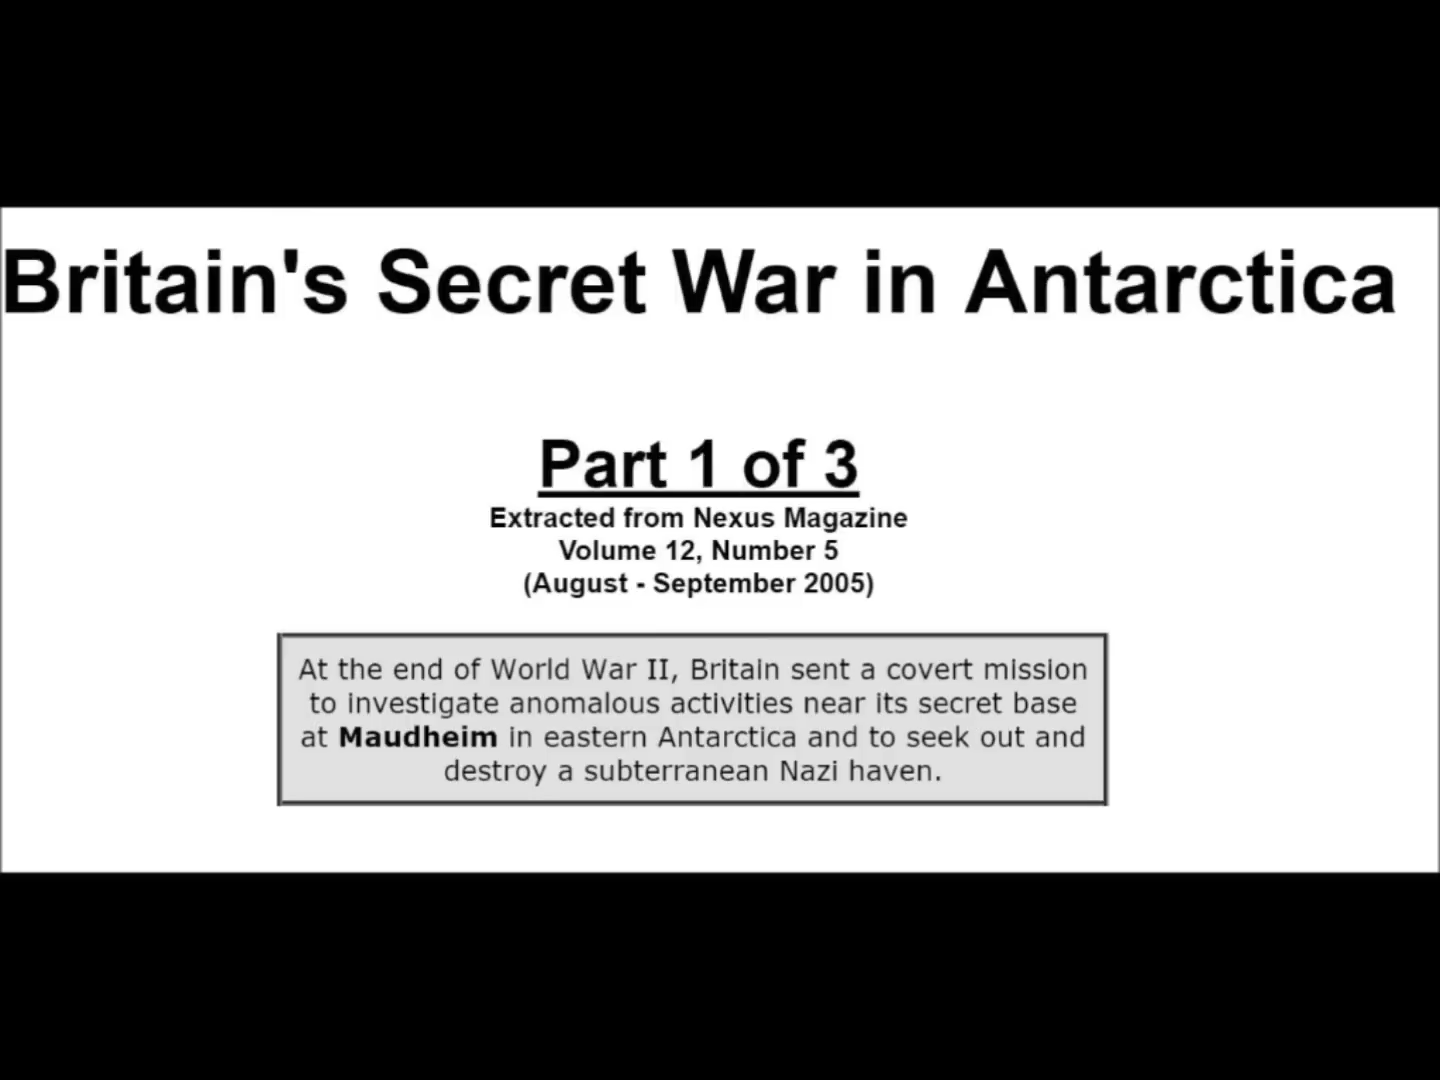 Britain's Secret War in Antarctica
Part 1 of 3
Extracted from Nexus Magazine
Volume 12, Number 5
(August - September 2005)
At the end of World War II, Britain sent a covert mission
to investigate anomalous activities near its secret base
at Maudheim in eastern Antarctica and to seek out and
destroy a subterranean Nazi haven.